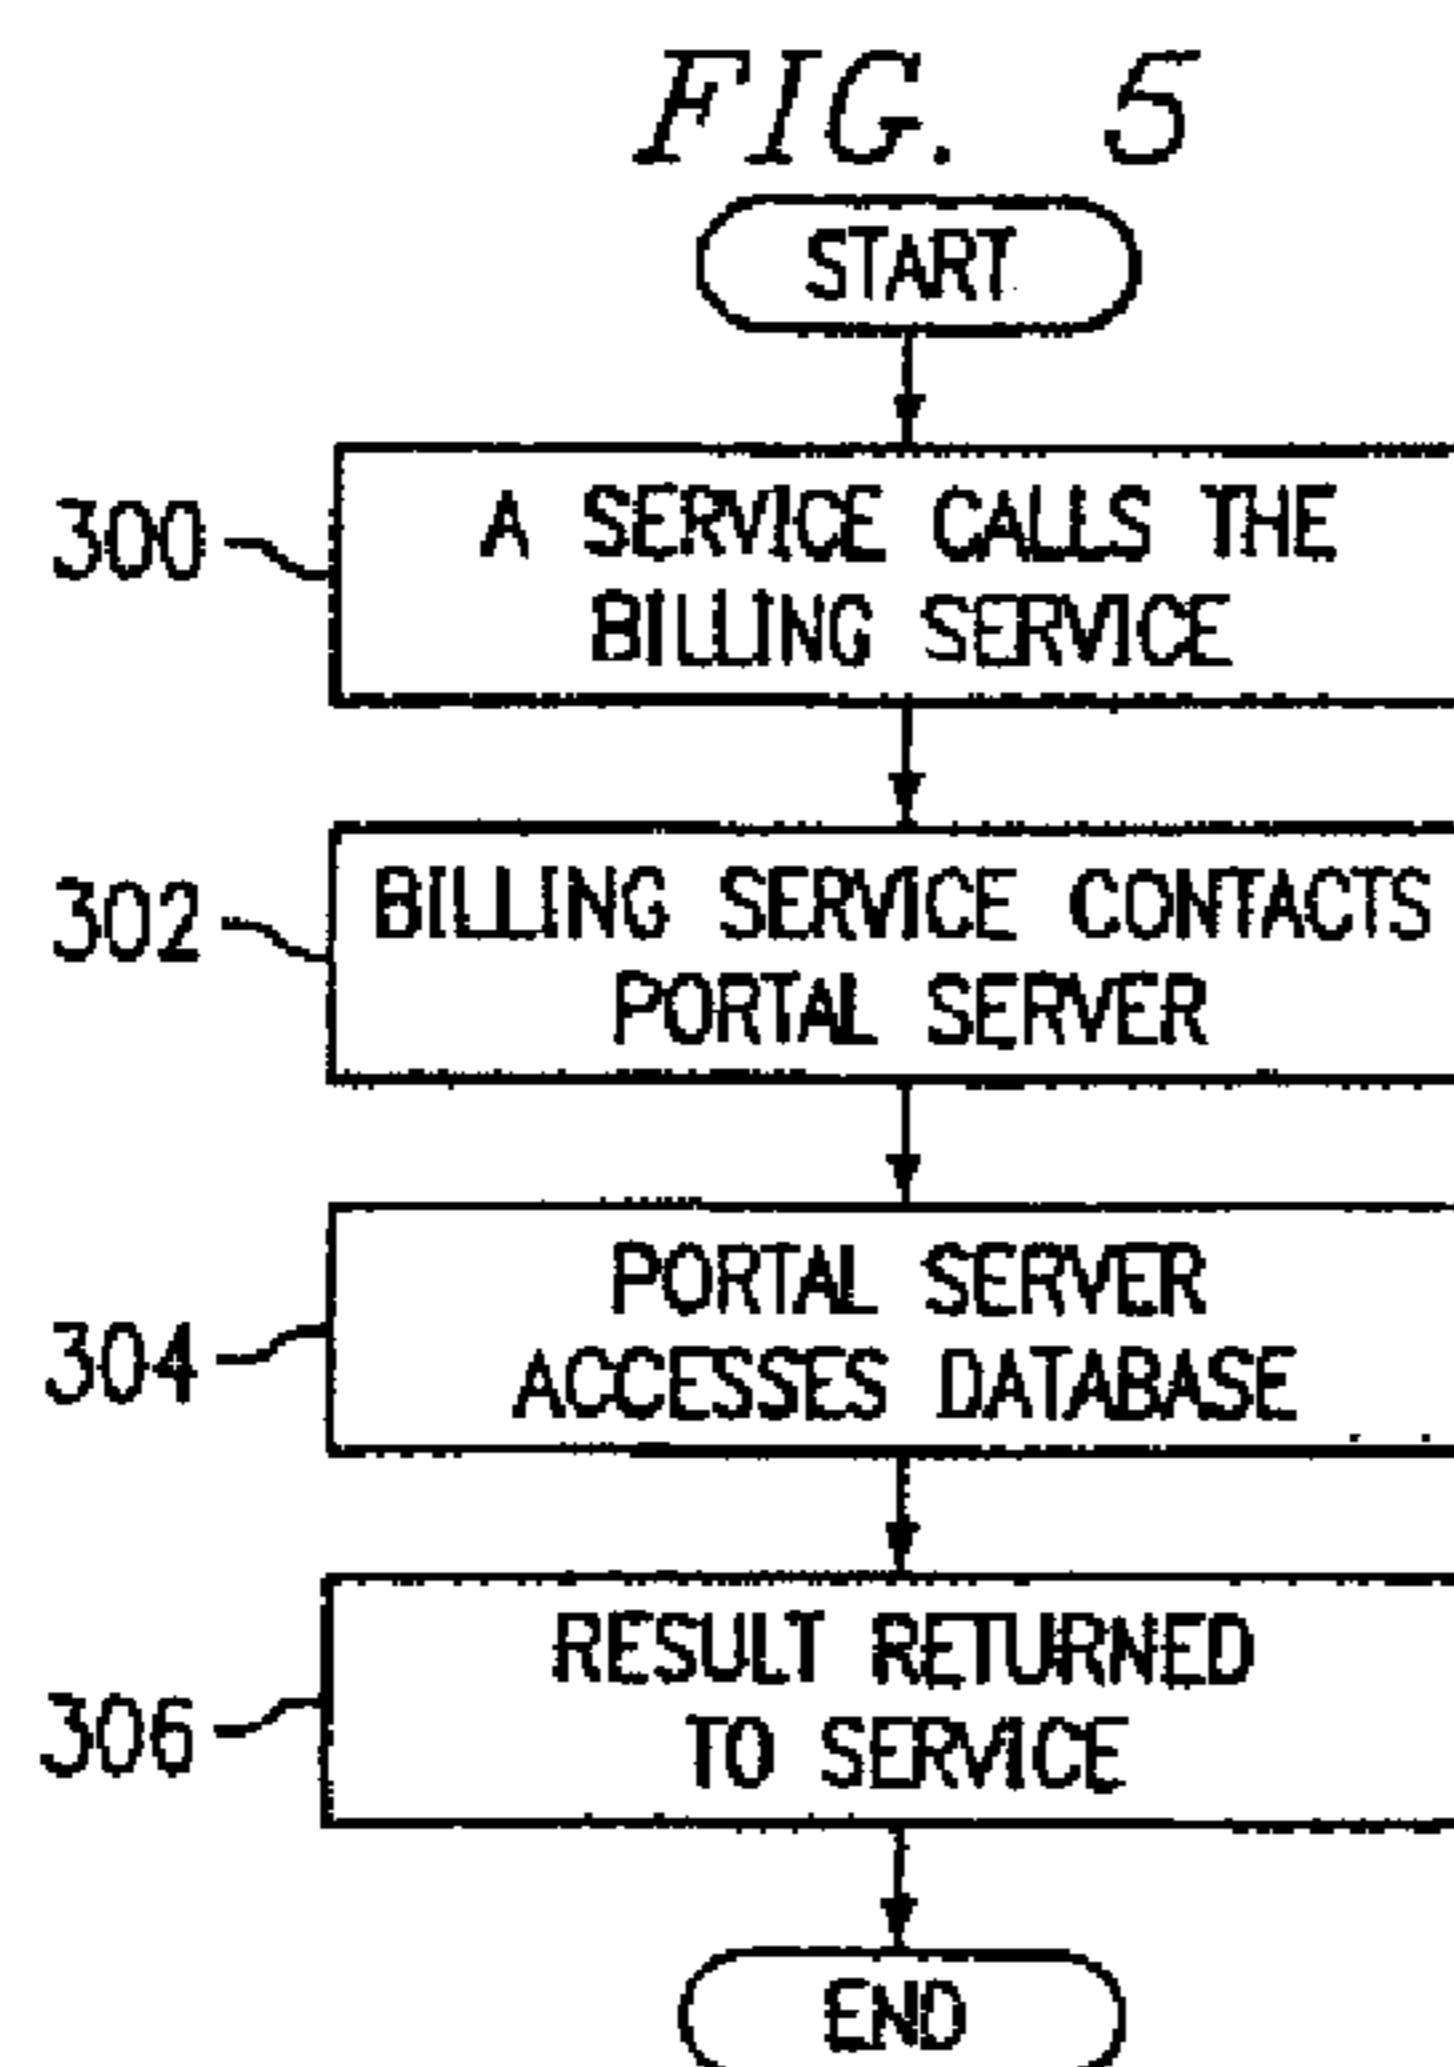 FIG. 5
START
300
A SERVICE CALLS THE
BILLING SERVICE
302
BILLING SERVICE CONTACTS
PORTAL SERVER
304
PORTAL SERVER
ACCESSES DATABASE
306
RESULT RETURNED
TO SERVICE
END